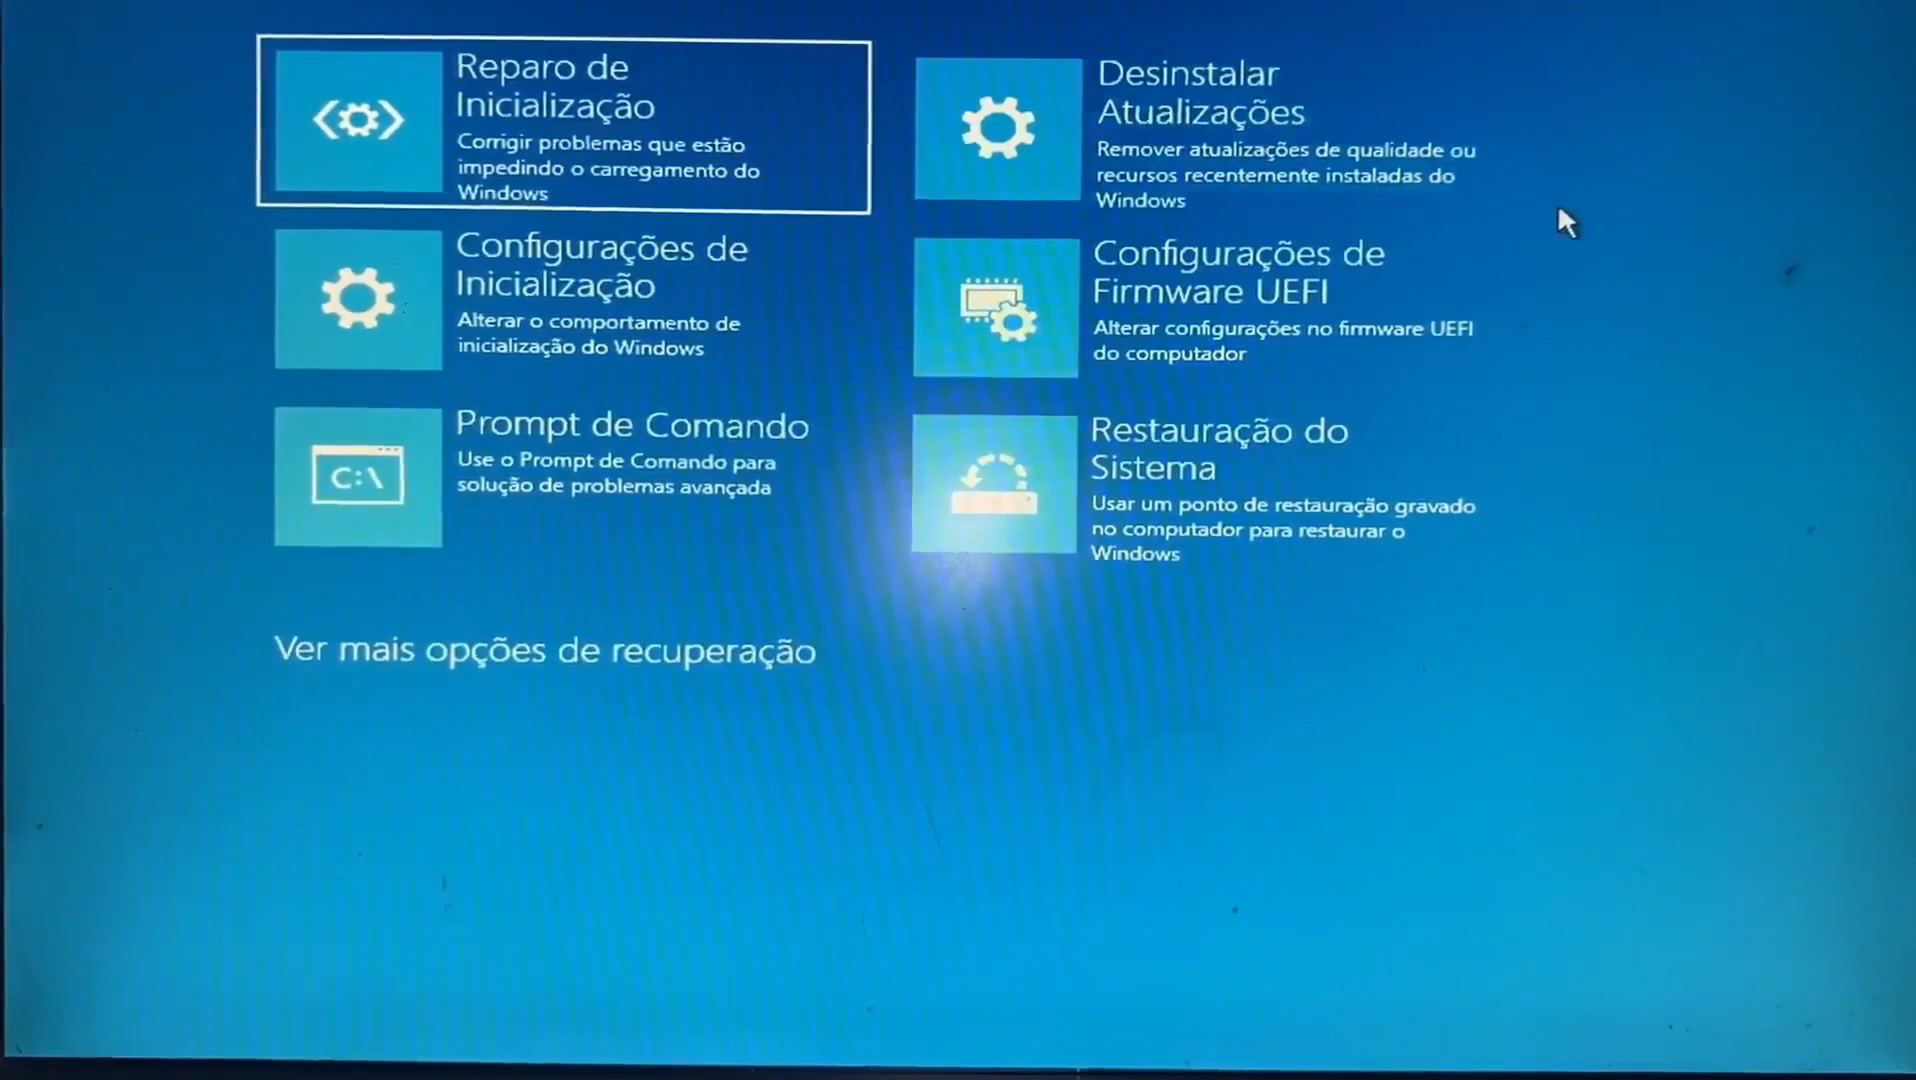 Reparo de
Inicialização
Corrigir problemas que estão
impedindo o carregamento do
Windows
Desinstalar
Atualizações
Remover atualizações de qualidade ou
recursos recentemente instaladas do
Windows
Configurações de
Inicialização
Alterar o comportamento de
inicialização do Windows
Configurações de
Firmware UEFI
Alterar configurações no firmware UEFI
do computador
C:\
Prompt de Comando
Use o Prompt de Comando para
solução de problemas avançada
Restauração do
Sistema
Usar um ponto de restauração gravado
no computador para restaurar o
Windows
Ver mais opções de recuperação